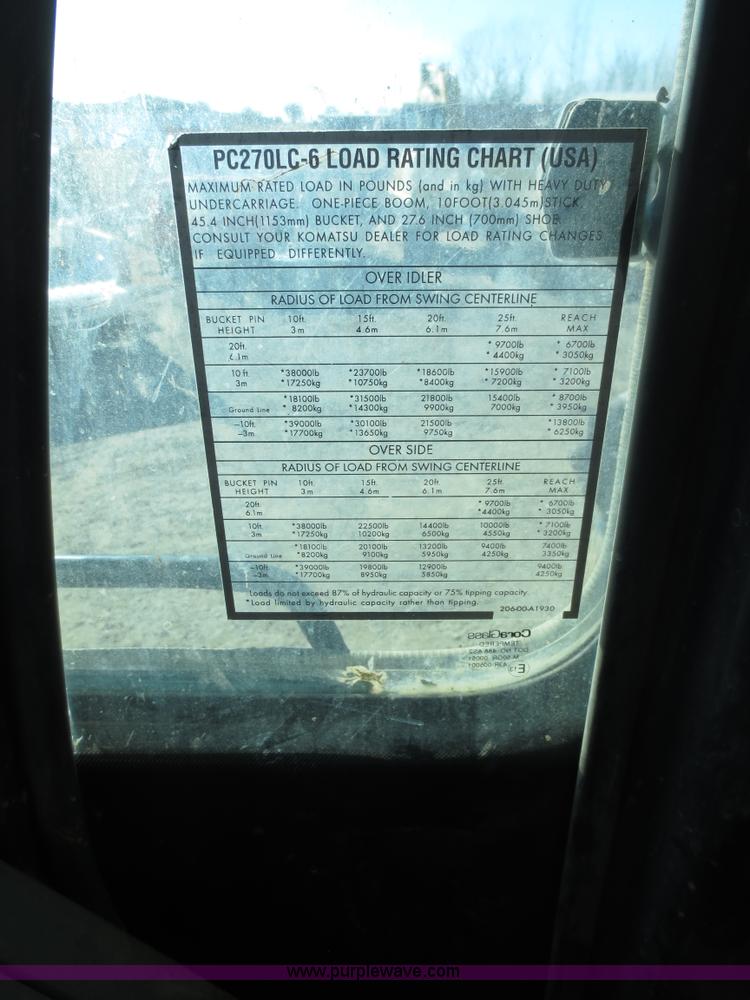 PC270LC-6 LOAD RATING CHART (USA)
MAXIMUM RATED LOAD IN POUNDS (and in kg) WITH HEAVY DUTY
UNDERCARRIAGE. ONE-PIECE BOOM, 10FOOT(3.045m)STICK,
45.4 INCH(1153mm) BUCKET, AND 27.6 INCH (700mm) SHOE
CONSULT YOUR KOMATSU DEALER FOR LOAD RATING CHANGES
IF EQUIPPED DIFFERENTLY.
OVER IDLER
RADIUS OF LOAD FROM SWING CENTERLINE
BUCKET PIN 10ft. 15ft. 20ft. 25ft. REACH
HEIGHT 3m 4.6m 6.1m 7.6m MAX
20ft. *9700lb *6700lb
6.1m *4400kg *3050kg
10ft. *38000lb *23700lb *18600lb *15900lb *7100lb
3m *17250kg *10750kg *8400kg *7200kg *3200kg
*18100lb *31500lb 21800lb 15400lb *8700lb
Ground Line *8200kg *14300kg 9900kg 7000kg *3950kg
-10ft. *39000lb *30100lb 21500lb *13800lb
-3m *17700kg *13650kg 9750kg *6250kg
OVER SIDE
RADIUS OF LOAD FROM SWING CENTERLINE
BUCKET PIN 10ft. 15ft. 20ft. 25ft. REACH
HEIGHT 3m 4.6m 6.1m 7.6m MAX
20ft. *9700lb *6700lb
6.1m *4400kg *3050kg
10ft. *38000lb 22500lb 14400lb 10000lb *7100lb
3m *17250kg 10200kg 6500kg 4550kg *3200kg
*18100lb 20100lb 13200lb 9400lb 7400lb
Ground Line *8200kg 9100kg 5950kg 4250kg 3350kg
-10ft. *39000lb 19800lb 12900lb 9400lb
-3m *17700kg 8950kg 5850kg 4250kg
Loads do not exceed 87% of hydraulic capacity or 75% tipping capacity.
*Load limited by hydraulic capacity rather than tipping.
206-00-A1930
CoraGlass
TEMPERED
www.purplewave.com